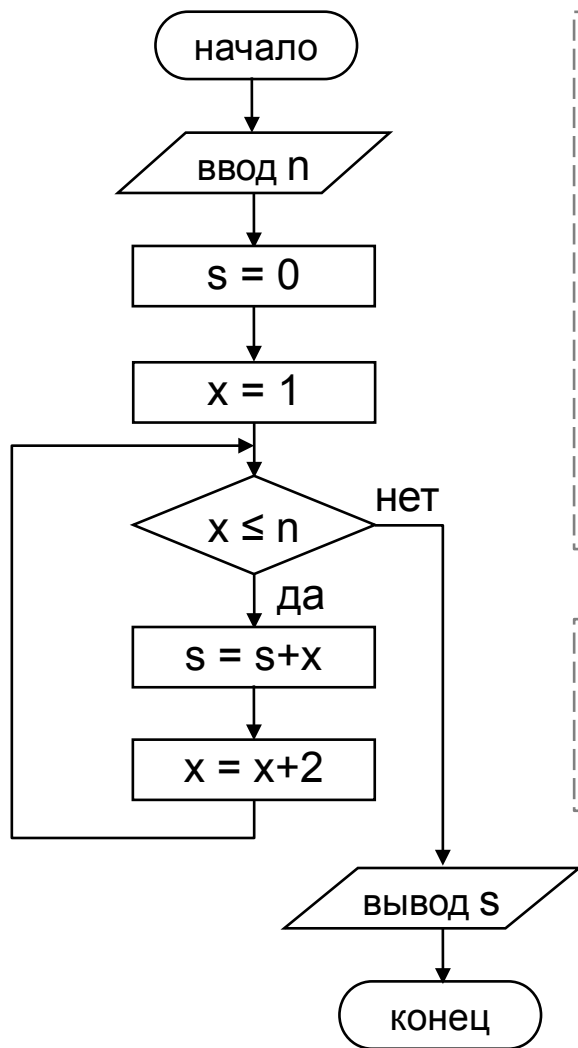 начало
ввод n
s = 0
x = 1
x ≤ n
нет
да
s = s+x
x = x+2
вывод s
конец